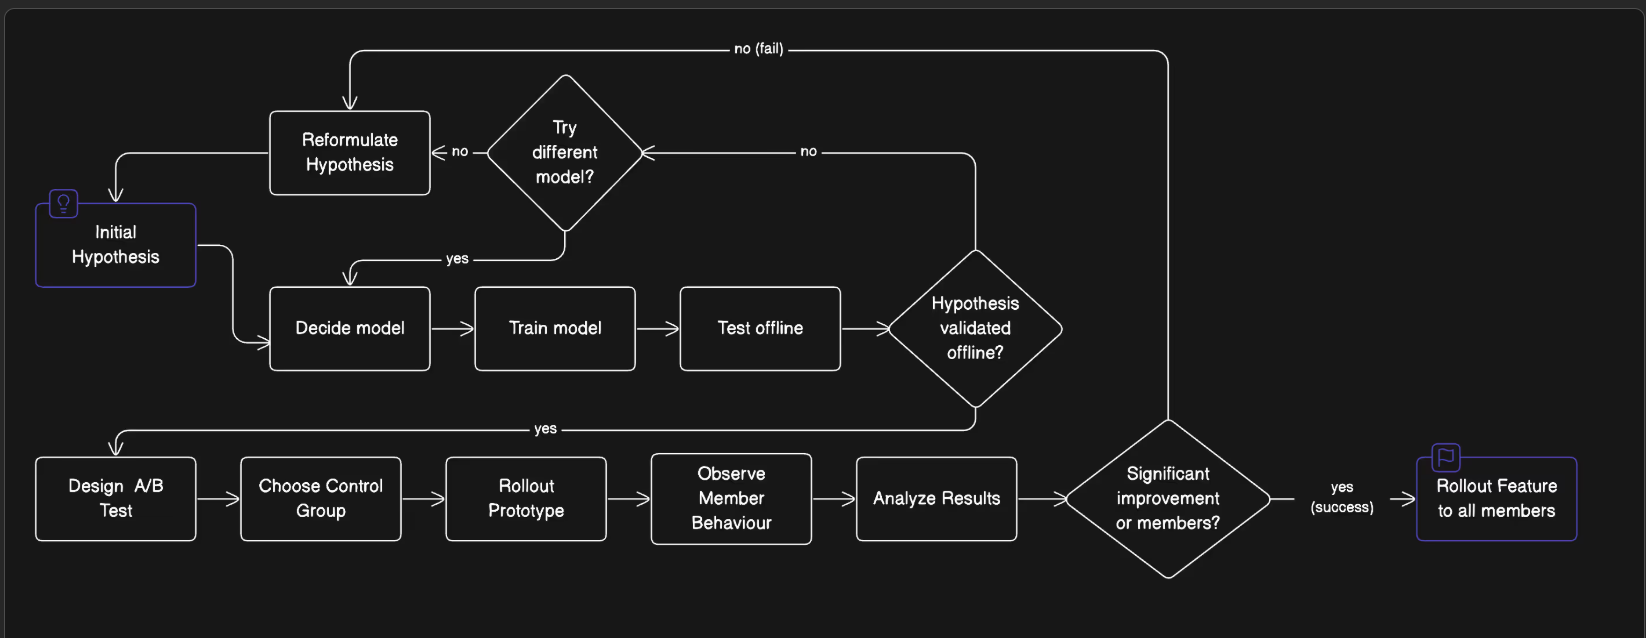 no (fail)
Try
different
model?
Reformulate
Hypothesis
no
no
Initial
Hypothesis
yes
Decide model
Train model
Test offline
Hypothesis
validated
offline?
yes
Design A/B
Test
Choose Control
Group
Rollout
Prototype
Observe
Member
Behaviour
Analyze Results
Significant
improvement
or members?
yes
(success)
Rollout Feature
to all members